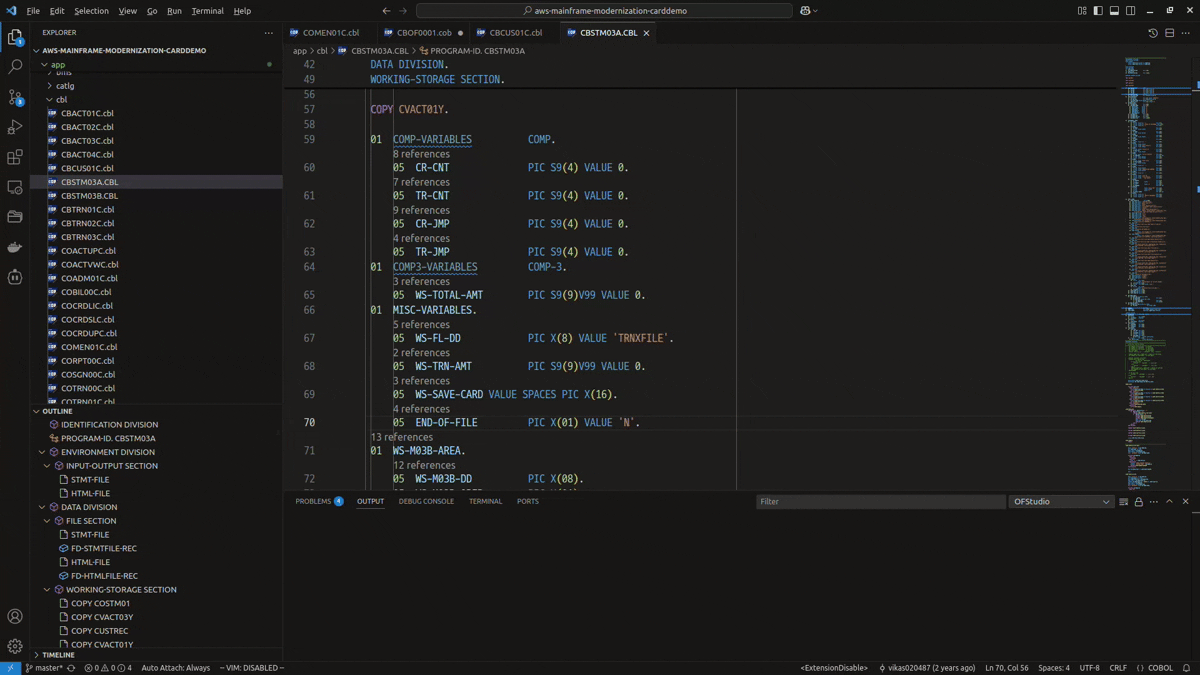 File Edit Selection View Go Run Terminal Help
aws-mainframe-modernization-carddemo
EXPLORER
AWS-MAINFRAME-MODERNIZATION-CARDDEMO
app
bms
catlg
cbl
CBACT01C.cbl
CBACT02C.cbl
CBACT03C.cbl
CBACT04C.cbl
CBCUS01C.cbl
CBSTM03A.CBL
CBSTM03B.CBL
CBTRN01C.cbl
CBTRN02C.cbl
CBTRN03C.cbl
COACTUPC.cbl
COACTVWC.cbl
COADM01C.cbl
COBIL00C.cbl
COCRDLIC.cbl
COCRDSLC.cbl
COCRDUPC.cbl
COMEN01C.cbl
CORPT00C.cbl
COSGN00C.cbl
COTRN00C.cbl
COTRN01C.cbl
OUTLINE
IDENTIFICATION DIVISION
PROGRAM-ID. CBSTM03A
ENVIRONMENT DIVISION
INPUT-OUTPUT SECTION
STMT-FILE
HTML-FILE
DATA DIVISION
FILE SECTION
STMT-FILE
FD-STMTFILE-REC
HTML-FILE
FD-HTMLFILE-REC
WORKING-STORAGE SECTION
COPY COSTM01
COPY CVACT03Y
COPY CUSTREC
COPY CVACT01Y
TIMELINE
COMEN01C.cbl CBOF0001.cob CBCUS01C.cbl CBSTM03A.CBL
app > cbl > CBSTM03A.CBL > PROGRAM-ID. CBSTM03A
42 DATA DIVISION.
49 WORKING-STORAGE SECTION.
56
57 COPY CVACT01Y.
58
59 01 COMP-VARIABLES COMP.
8 references
60 05 CR-CNT PIC S9(4) VALUE 0.
7 references
61 05 TR-CNT PIC S9(4) VALUE 0.
9 references
62 05 CR-JMP PIC S9(4) VALUE 0.
4 references
63 05 TR-JMP PIC S9(4) VALUE 0.
64 01 COMP3-VARIABLES COMP-3.
3 references
65 05 WS-TOTAL-AMT PIC S9(9)V99 VALUE 0.
66 01 MISC-VARIABLES.
5 references
67 05 WS-FL-DD PIC X(8) VALUE 'TRNXFILE'.
2 references
68 05 WS-TRN-AMT PIC S9(9)V99 VALUE 0.
3 references
69 05 WS-SAVE-CARD VALUE SPACES PIC X(16).
4 references
70 05 END-OF-FILE PIC X(01) VALUE 'N'.
13 references
71 01 WS-M03B-AREA.
12 references
72 05 WS-M03B-DD PIC X(08).
PROBLEMS 4 OUTPUT DEBUG CONSOLE TERMINAL PORTS
Filter
OFStudio
master* 0 0 4 Auto Attach: Always -- VIM: DISABLED -- <ExtensionDisable> vikas020487 (2 years ago) Ln 70, Col 56 Spaces: 4 UTF-8 CRLF {} COBOL